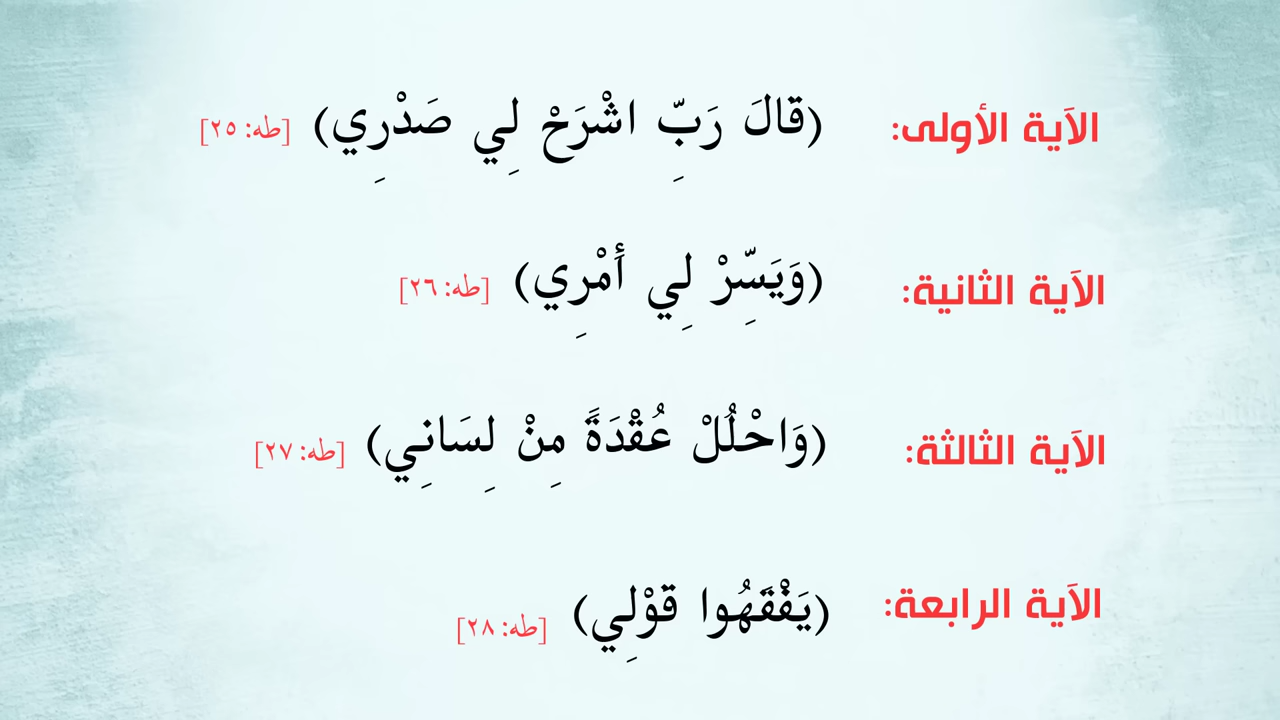 الآية الأولى: (قَالَ رَبِّ اشْرَحْ لِي صَدْرِي) [طه: ٢٥]
الآية الثانية: (وَيَسِّرْ لِي أَمْرِي) [طه: ٢٦]
الآية الثالثة: (وَاحْلُلْ عُقْدَةً مِنْ لِسَانِي) [طه: ٢٧]
الآية الرابعة: (يَفْقَهُوا قَوْلِي) [طه: ٢٨]